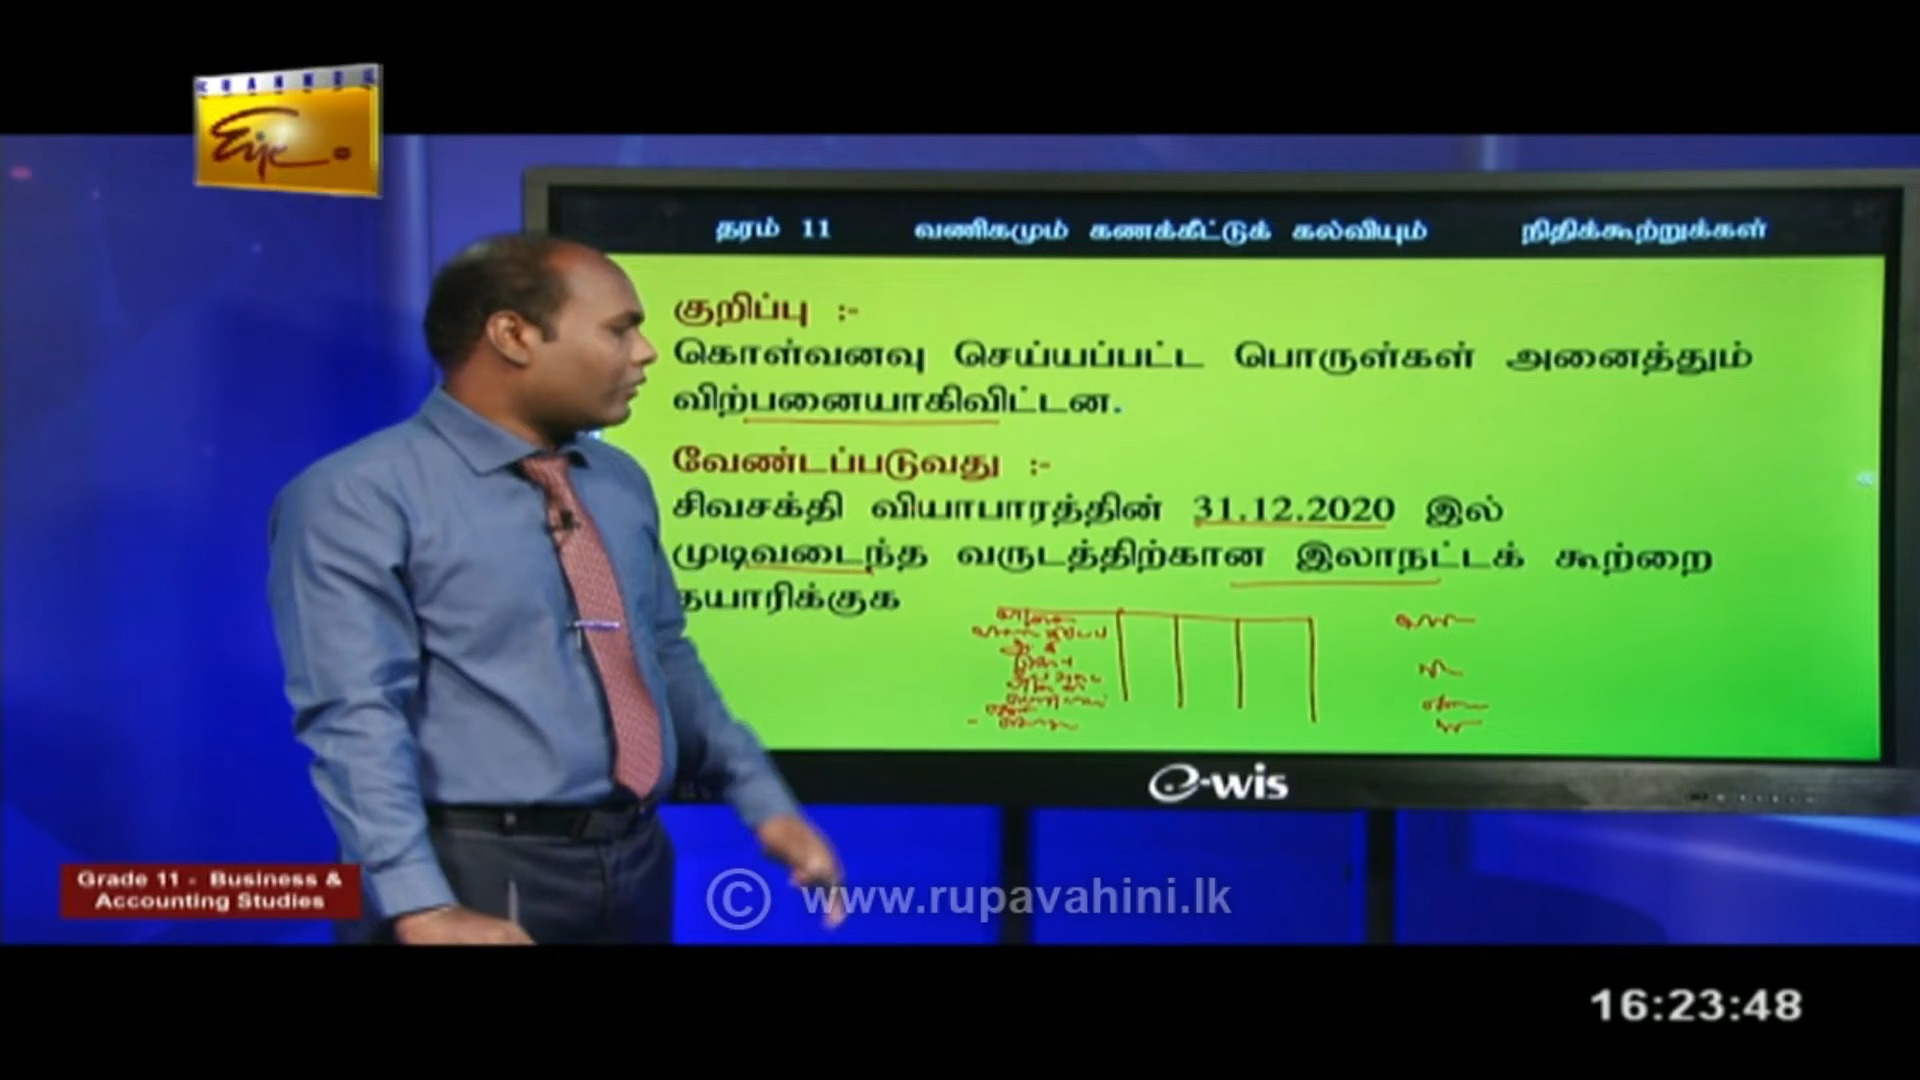 CHANNEL
Eye
தரம் 11 வணிகமும் கணக்கீட்டுக் கல்வியும் நிதிக்கூற்றுக்கள்
குறிப்பு :-
கொள்வனவு செய்யப்பட்ட பொருள்கள் அனைத்தும்
விற்பனையாகிவிட்டன.
வேண்டப்படுவது :-
சிவசக்தி வியாபாரத்தின் 31.12.2020 இல்
முடிவடைந்த வருடத்திற்கான இலாநட்டக் கூற்றை
தயாரிக்குக
e-wis
Grade 11 - Business &
Accounting Studies
© www.rupavahini.lk
16:23:48